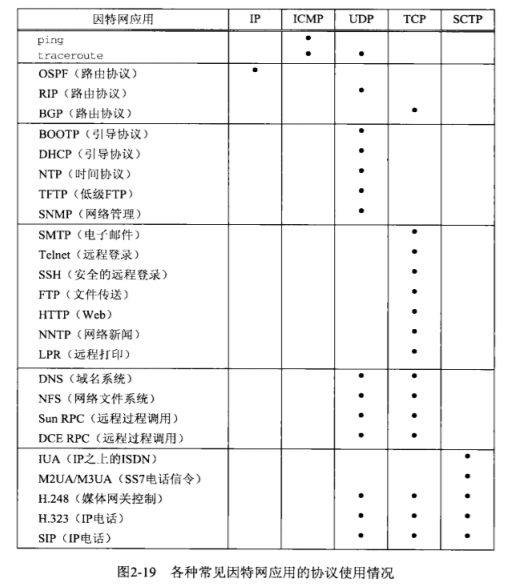 因特网应用 IP ICMP UDP TCP SCTP
ping •
traceroute • •
OSPF（路由协议） •
RIP（路由协议） •
BGP（路由协议） •
BOOTP（引导协议） •
DHCP（引导协议） •
NTP（时间协议） •
TFTP（低级FTP） •
SNMP（网络管理） •
SMTP（电子邮件） •
Telnet（远程登录） •
SSH（安全的远程登录） •
FTP（文件传送） •
HTTP（Web） •
NNTP（网络新闻） •
LPR（远程打印） •
DNS（域名系统） • •
NFS（网络文件系统） • •
Sun RPC（远程过程调用） • •
DCE RPC（远程过程调用） • •
IUA（IP之上的ISDN） •
M2UA/M3UA（SS7电话信令） •
H.248（媒体网关控制） • • •
H.323（IP电话） • • •
SIP（IP电话） • • •
图2-19 各种常见因特网应用的协议使用情况